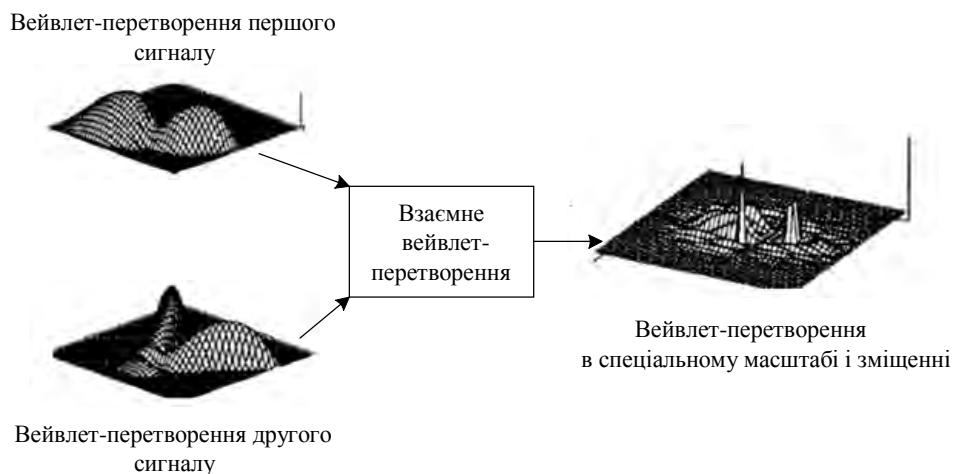 Вейвлет-перетворення першого
сигналу
Взаємне
вейвлет-
перетворення
Вейвлет-перетворення
в спеціальному масштабі і зміщенні
Вейвлет-перетворення другого
сигналу